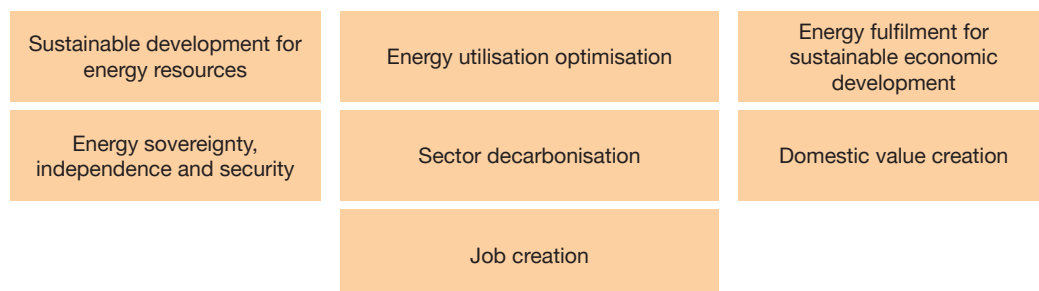 Sustainable development for
energy resources
Energy utilisation optimisation
Energy fulfilment for
sustainable economic
development
Energy sovereignty,
independence and security
Sector decarbonisation
Domestic value creation
Job creation